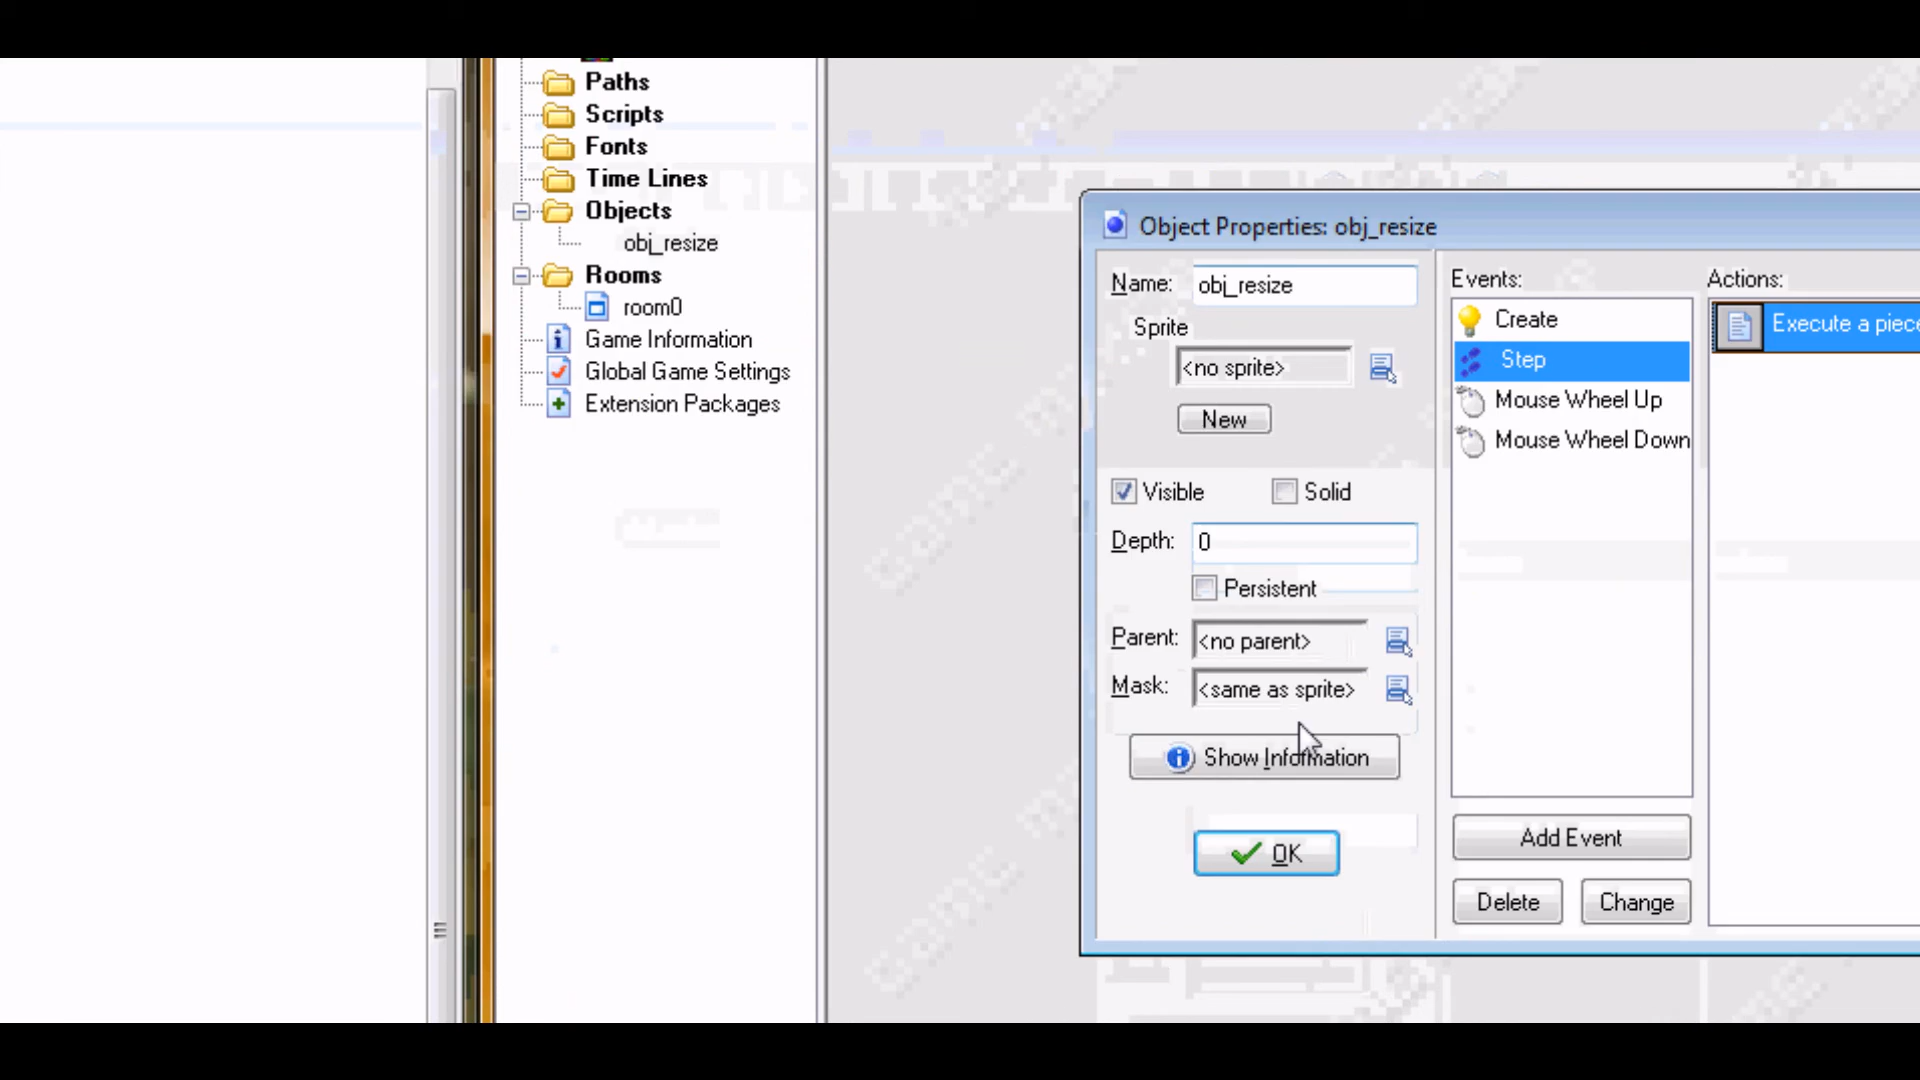 Paths
Scripts
Fonts
Time Lines
Objects
obj_resize
Rooms
room0
Game Information
Global Game Settings
Extension Packages
Object Properties: obj_resize
Name: obj_resize
Sprite
<no sprite>
New
Visible Solid
Depth: 0
Persistent
Parent: <no parent>
Mask: <same as sprite>
Show Information
OK
Events:
Create
Step
Mouse Wheel Up
Mouse Wheel Down
Add Event
Delete Change
Actions:
Execute a piece